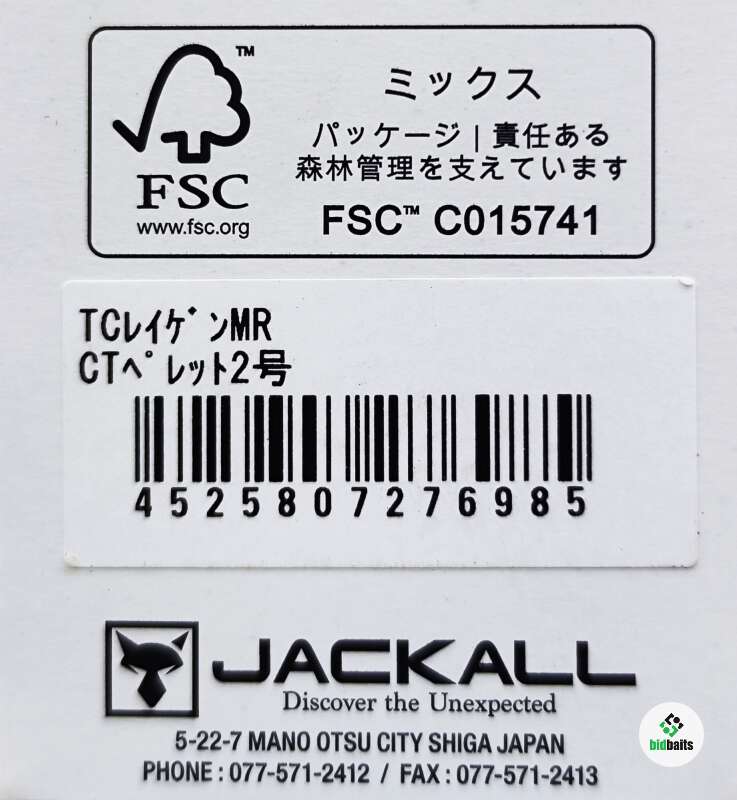 FSC™
www.fsc.org
ミックス
パッケージ | 責任ある
森林管理を支えています
FSC™ C015741
TCﾚｲｹﾞﾝMR
CTﾍﾟﾚｯﾄ2号
4525807276985
JACKALL
Discover the Unexpected
5-22-7 MANO OTSU CITY SHIGA JAPAN
PHONE : 077-571-2412 / FAX : 077-571-2413
bidbaits